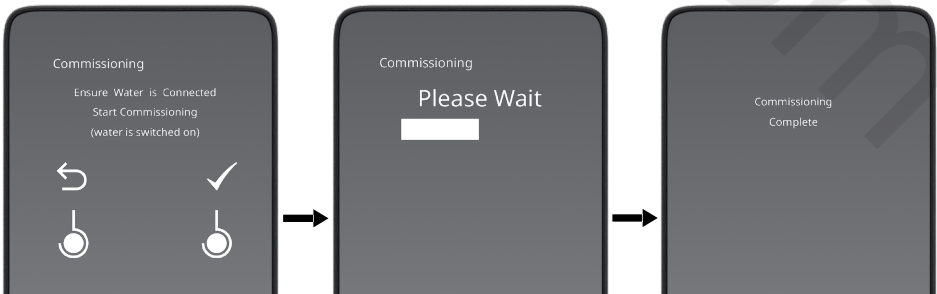 Commissioning
Ensure Water is Connected
Start Commissioning
(water is switched on)
Commissioning
Please Wait
Commissioning
Complete